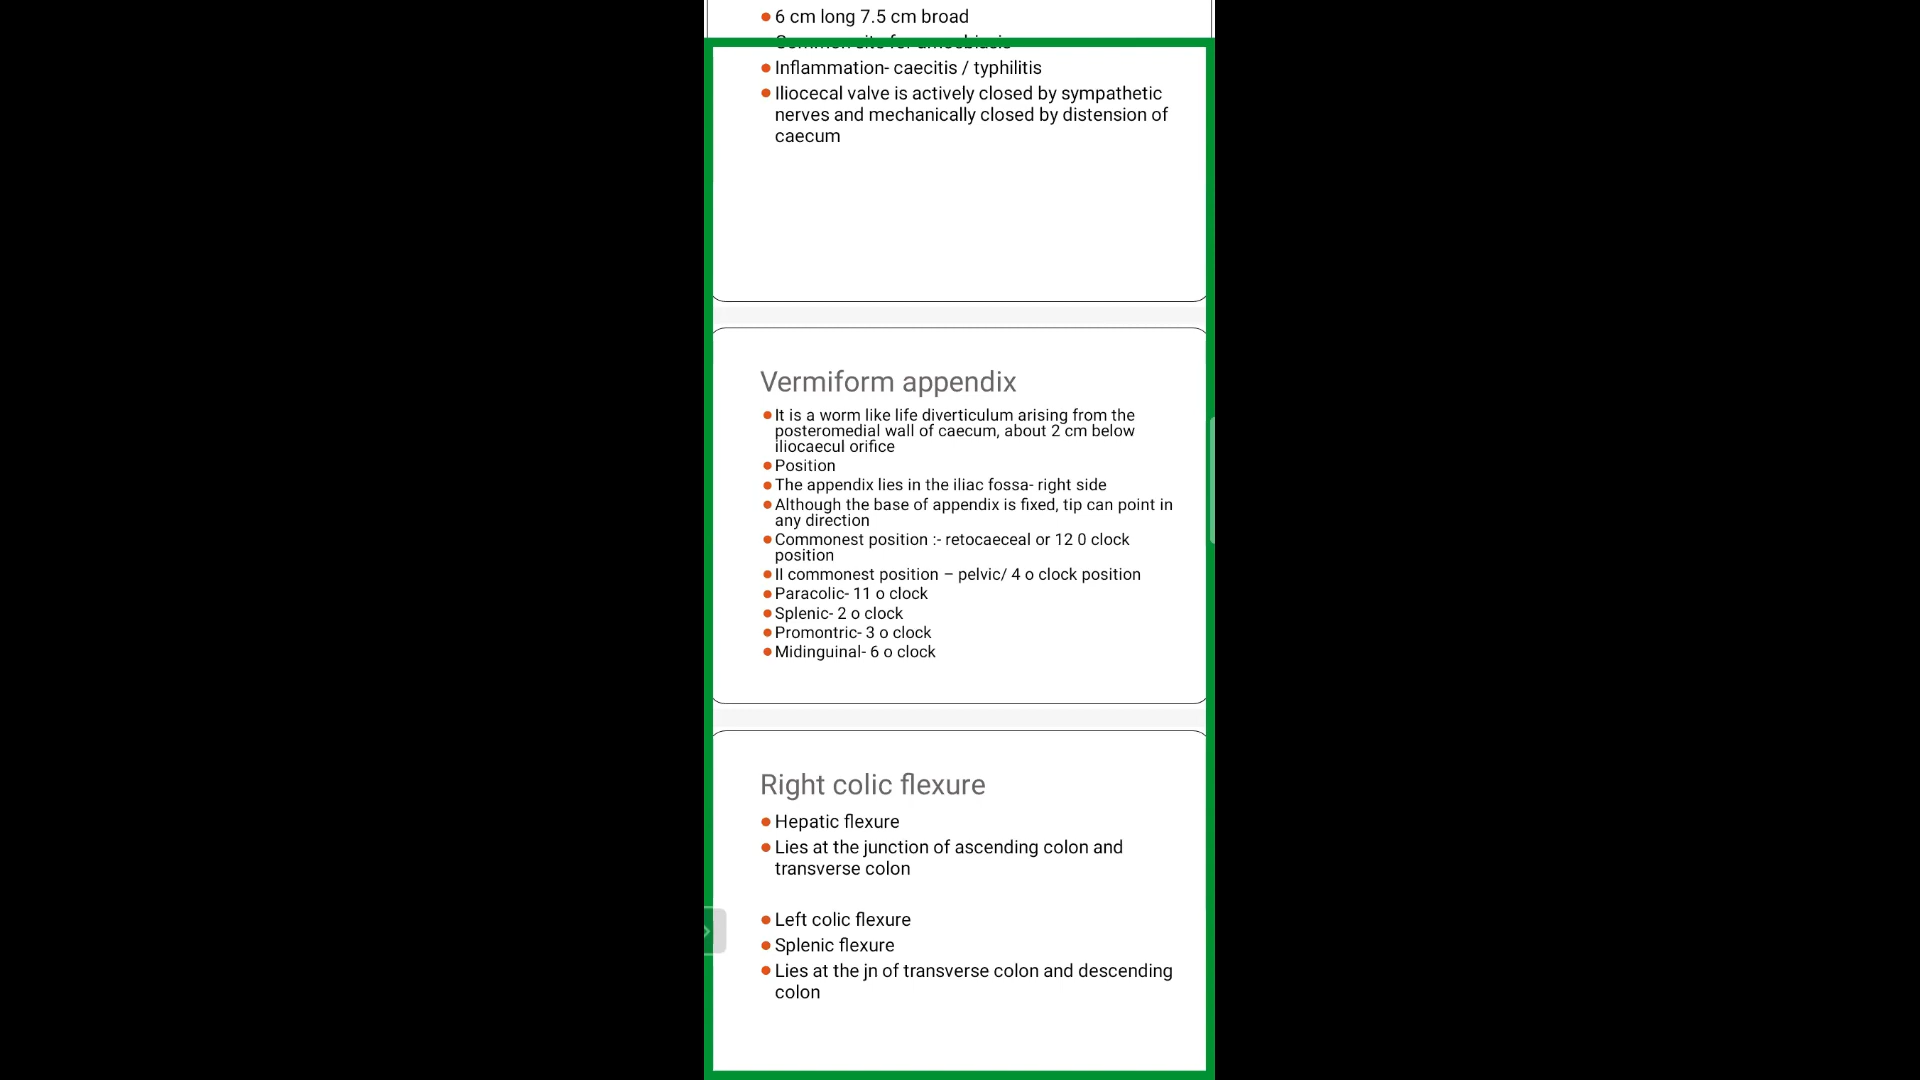 6 cm long 7.5 cm broad
Common site for amoebiasis
Inflammation- caecitis / typhilitis
Iliocecal valve is actively closed by sympathetic
nerves and mechanically closed by distension of
caecum
Vermiform appendix
It is a worm like life diverticulum arising from the
posteromedial wall of caecum, about 2 cm below
iliocaecul orifice
Position
The appendix lies in the iliac fossa- right side
Although the base of appendix is fixed, tip can point in
any direction
Commonest position :- retocaeceal or 12 0 clock
position
II commonest position – pelvic/ 4 o clock position
Paracolic- 11 o clock
Splenic- 2 o clock
Promontric- 3 o clock
Midinguinal- 6 o clock
Right colic flexure
Hepatic flexure
Lies at the junction of ascending colon and
transverse colon
Left colic flexure
Splenic flexure
Lies at the jn of transverse colon and descending
colon